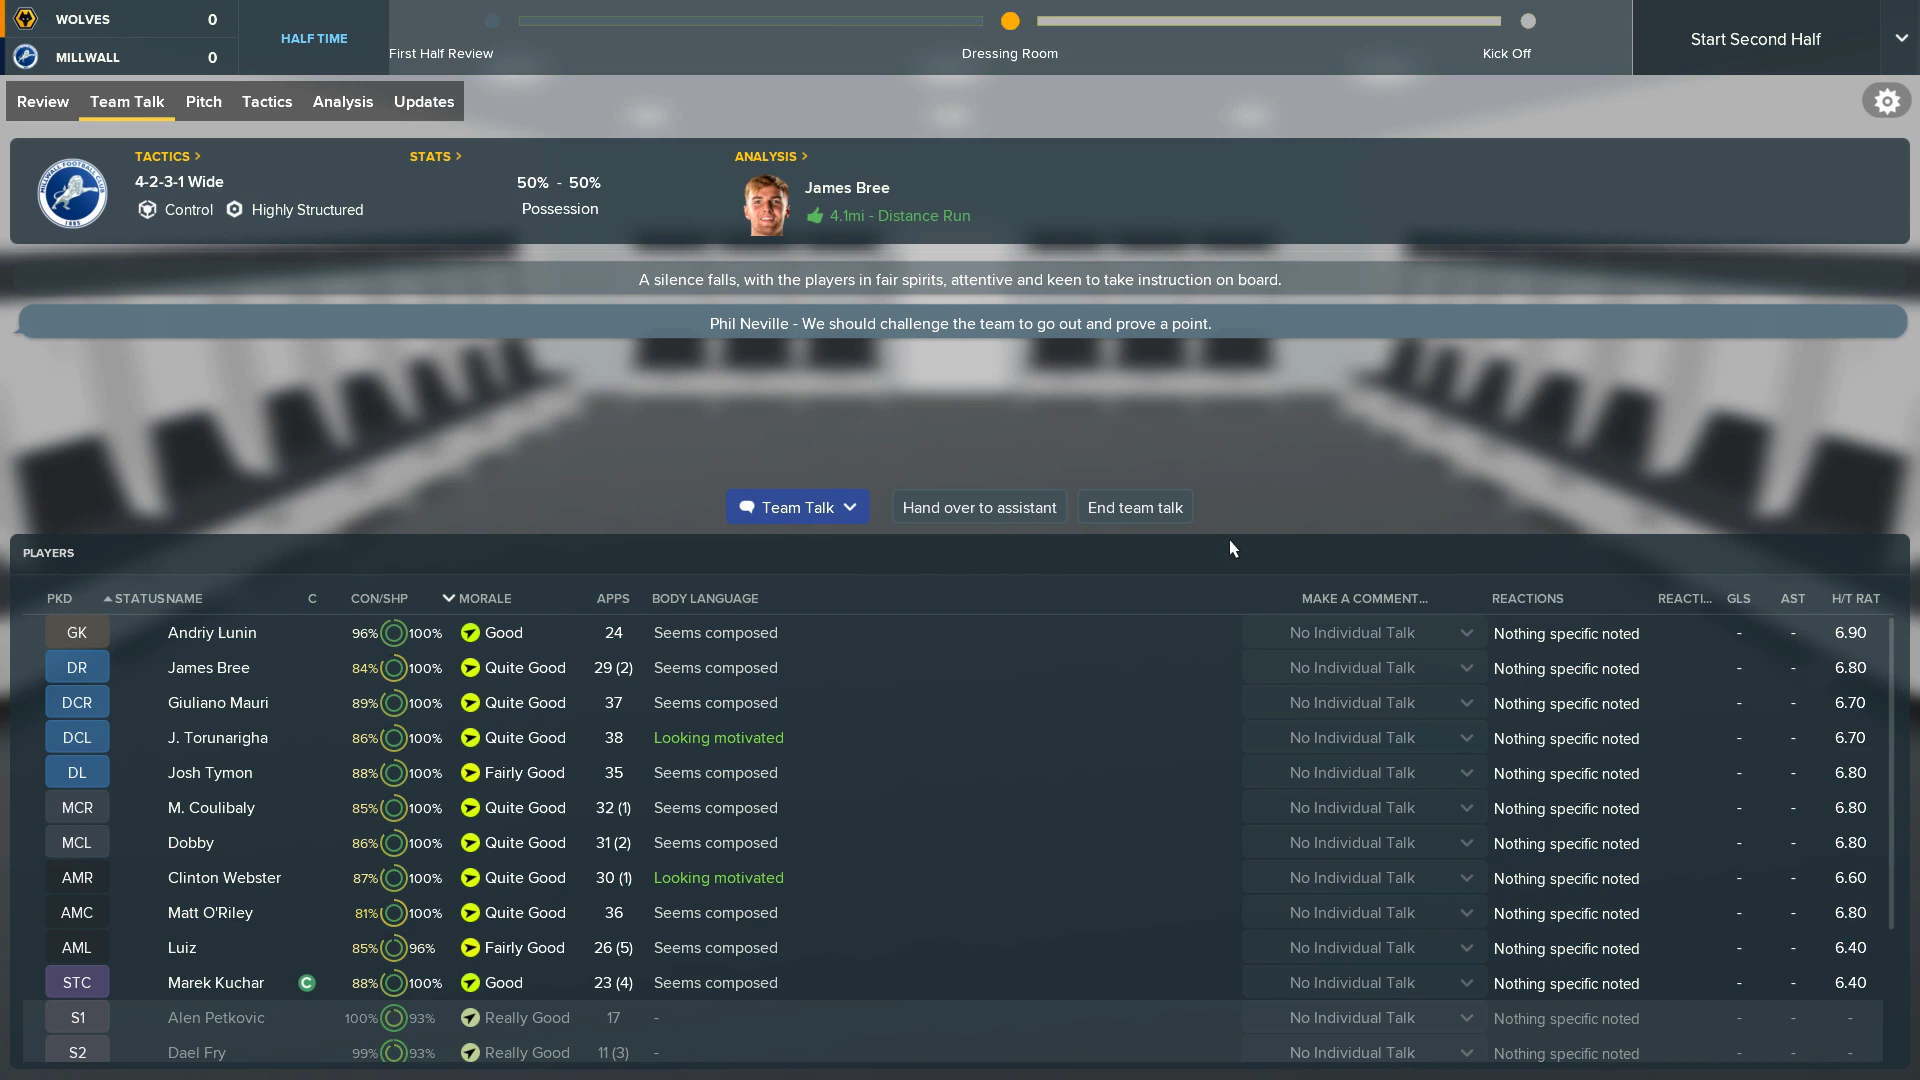 WOLVES 0
MILLWALL 0
HALF TIME
First Half Review
Dressing Room
Kick Off
Start Second Half
Review Team Talk Pitch Tactics Analysis Updates
TACTICS >
4-2-3-1 Wide
Control Highly Structured
STATS >
50% - 50%
Possession
ANALYSIS >
James Bree
4.1mi - Distance Run
A silence falls, with the players in fair spirits, attentive and keen to take instruction on board.
Phil Neville - We should challenge the team to go out and prove a point.
Team Talk Hand over to assistant End team talk
PLAYERS
PKD STATUS NAME C CON/SHP MORALE APPS BODY LANGUAGE MAKE A COMMENT... REACTIONS REACTI... GLS AST H/T RAT
GK Andriy Lunin 96% 100% Good 24 Seems composed No Individual Talk Nothing specific noted - - 6.90
DR James Bree 84% 100% Quite Good 29 (2) Seems composed No Individual Talk Nothing specific noted - - 6.80
DCR Giuliano Mauri 89% 100% Quite Good 37 Seems composed No Individual Talk Nothing specific noted - - 6.70
DCL J. Torunarigha 86% 100% Quite Good 38 Looking motivated No Individual Talk Nothing specific noted - - 6.70
DL Josh Tymon 88% 100% Fairly Good 35 Seems composed No Individual Talk Nothing specific noted - - 6.80
MCR M. Coulibaly 85% 100% Quite Good 32 (1) Seems composed No Individual Talk Nothing specific noted - - 6.80
MCL Dobby 86% 100% Quite Good 31 (2) Seems composed No Individual Talk Nothing specific noted - - 6.80
AMR Clinton Webster 87% 100% Quite Good 30 (1) Looking motivated No Individual Talk Nothing specific noted - - 6.60
AMC Matt O'Riley 81% 100% Quite Good 36 Seems composed No Individual Talk Nothing specific noted - - 6.80
AML Luiz 85% 96% Fairly Good 26 (5) Seems composed No Individual Talk Nothing specific noted - - 6.40
STC Marek Kuchar C 88% 100% Good 23 (4) Seems composed No Individual Talk Nothing specific noted - - 6.40
S1 Alen Petkovic 100% 93% Really Good 17 - No Individual Talk Nothing specific noted - - -
S2 Dael Fry 99% 93% Really Good 11 (3) - No Individual Talk Nothing specific noted - - -